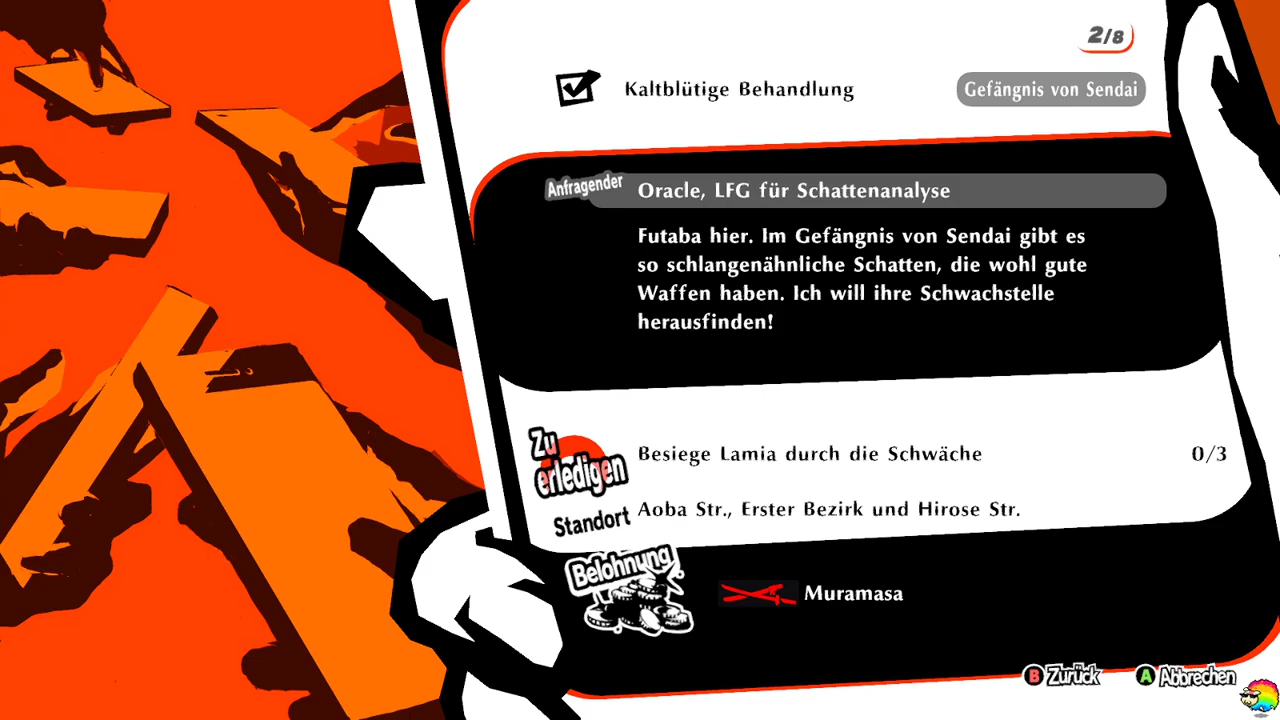 2/8
Kaltblütige Behandlung
Gefängnis von Sendai
Anfragender
Oracle, LFG für Schattenanalyse
Futaba hier. Im Gefängnis von Sendai gibt es
so schlangenähnliche Schatten, die wohl gute
Waffen haben. Ich will ihre Schwachstelle
herausfinden!
Zu
erledigen
Besiege Lamia durch die Schwäche
0/3
Standort
Aoba Str., Erster Bezirk und Hirose Str.
Belohnung
Muramasa
B Zurück
A Abbrechen